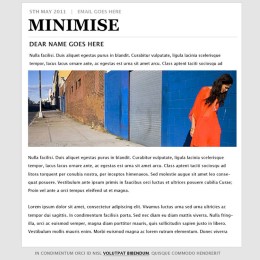 5TH MAY 2011 | EMAIL GOES HERE
MINIMISE
DEAR NAME GOES HERE
Nulla facilisi. Duis aliquet egestas purus in blandit. Curabitur vulputate, ligula lacinia scelerisque
tempor, lacus lacus ornare ante, ac egestas est urna sit amet arcu. Class aptent taciti sociosqu ad
Nulla facilisi. Duis aliquet egestas purus in blandit. Curabitur vulputate, ligula lacinia scelerisque
tempor, lacus lacus ornare ante, ac egestas est urna sit amet arcu. Class aptent taciti sociosqu ad
litora torquent per conubia nostra, per inceptos himenaeos. Sed molestie augue sit amet leo conse-
quat posuere. Vestibulum ante ipsum primis in faucibus orci luctus et ultrices posuere cubilia Curae;
Proin vel ante a orci tempus eleifend ut et magna.
Lorem ipsum dolor sit amet, consectetur adipiscing elit. Vivamus luctus urna sed urna ultricies ac
tempor dui sagittis. In condimentum facilisis porta. Sed nec diam eu diam mattis viverra. Nulla fring-
illa, orci ac euismod semper, magna diam porttitor mauris, quis sollicitudin sapien justo in libero.
Vestibulum mollis mauris enim. Morbi euismod magna ac lorem rutrum elementum. Donec viverra
IN CONDIMENTUM ORCI ID NISL VOLUTPAT BIBENDUM. QUISQUE COMMODO HENDRERIT